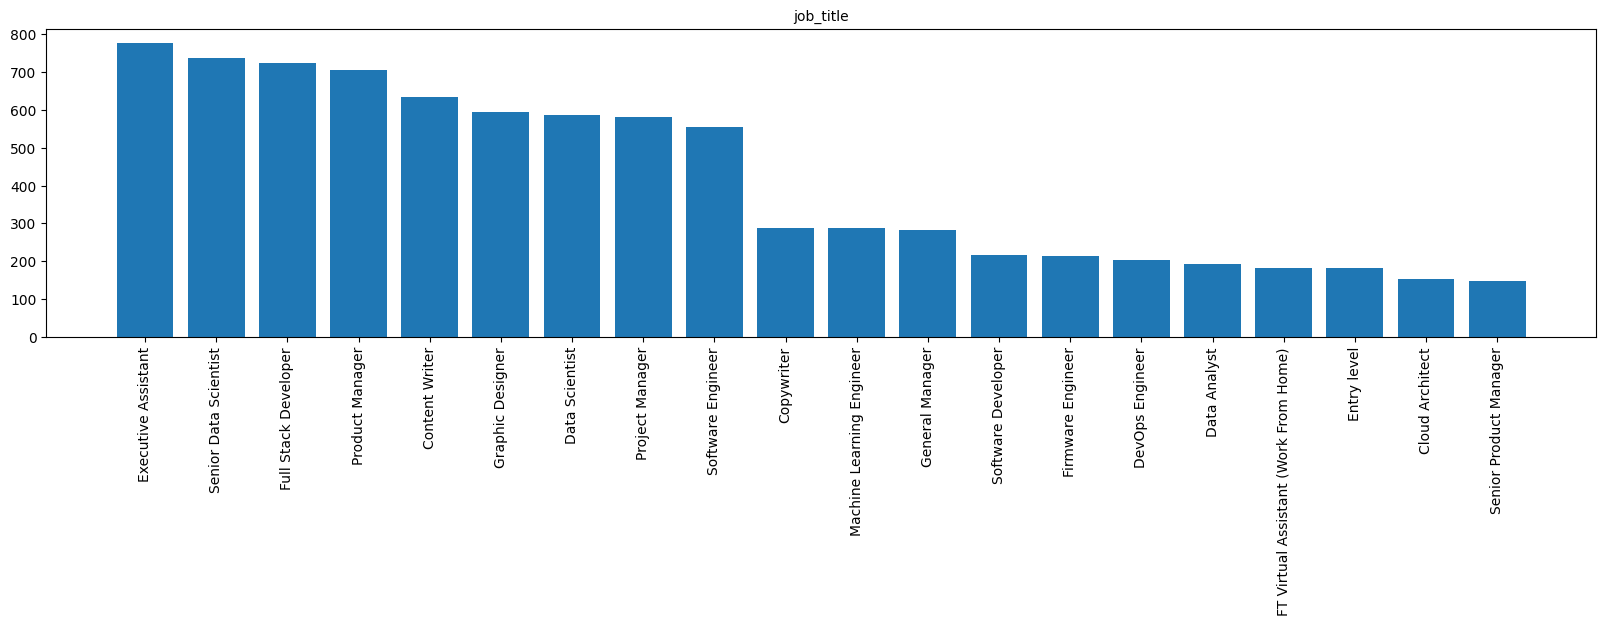 job_title
800
700
600
500
400
300
200
100
0
Executive Assistant
Senior Data Scientist
Full Stack Developer
Product Manager
Content Writer
Graphic Designer
Data Scientist
Project Manager
Software Engineer
Copywriter
Machine Learning Engineer
General Manager
Software Developer
Firmware Engineer
DevOps Engineer
Data Analyst
FT Virtual Assistant (Work From Home)
Entry level
Cloud Architect
Senior Product Manager